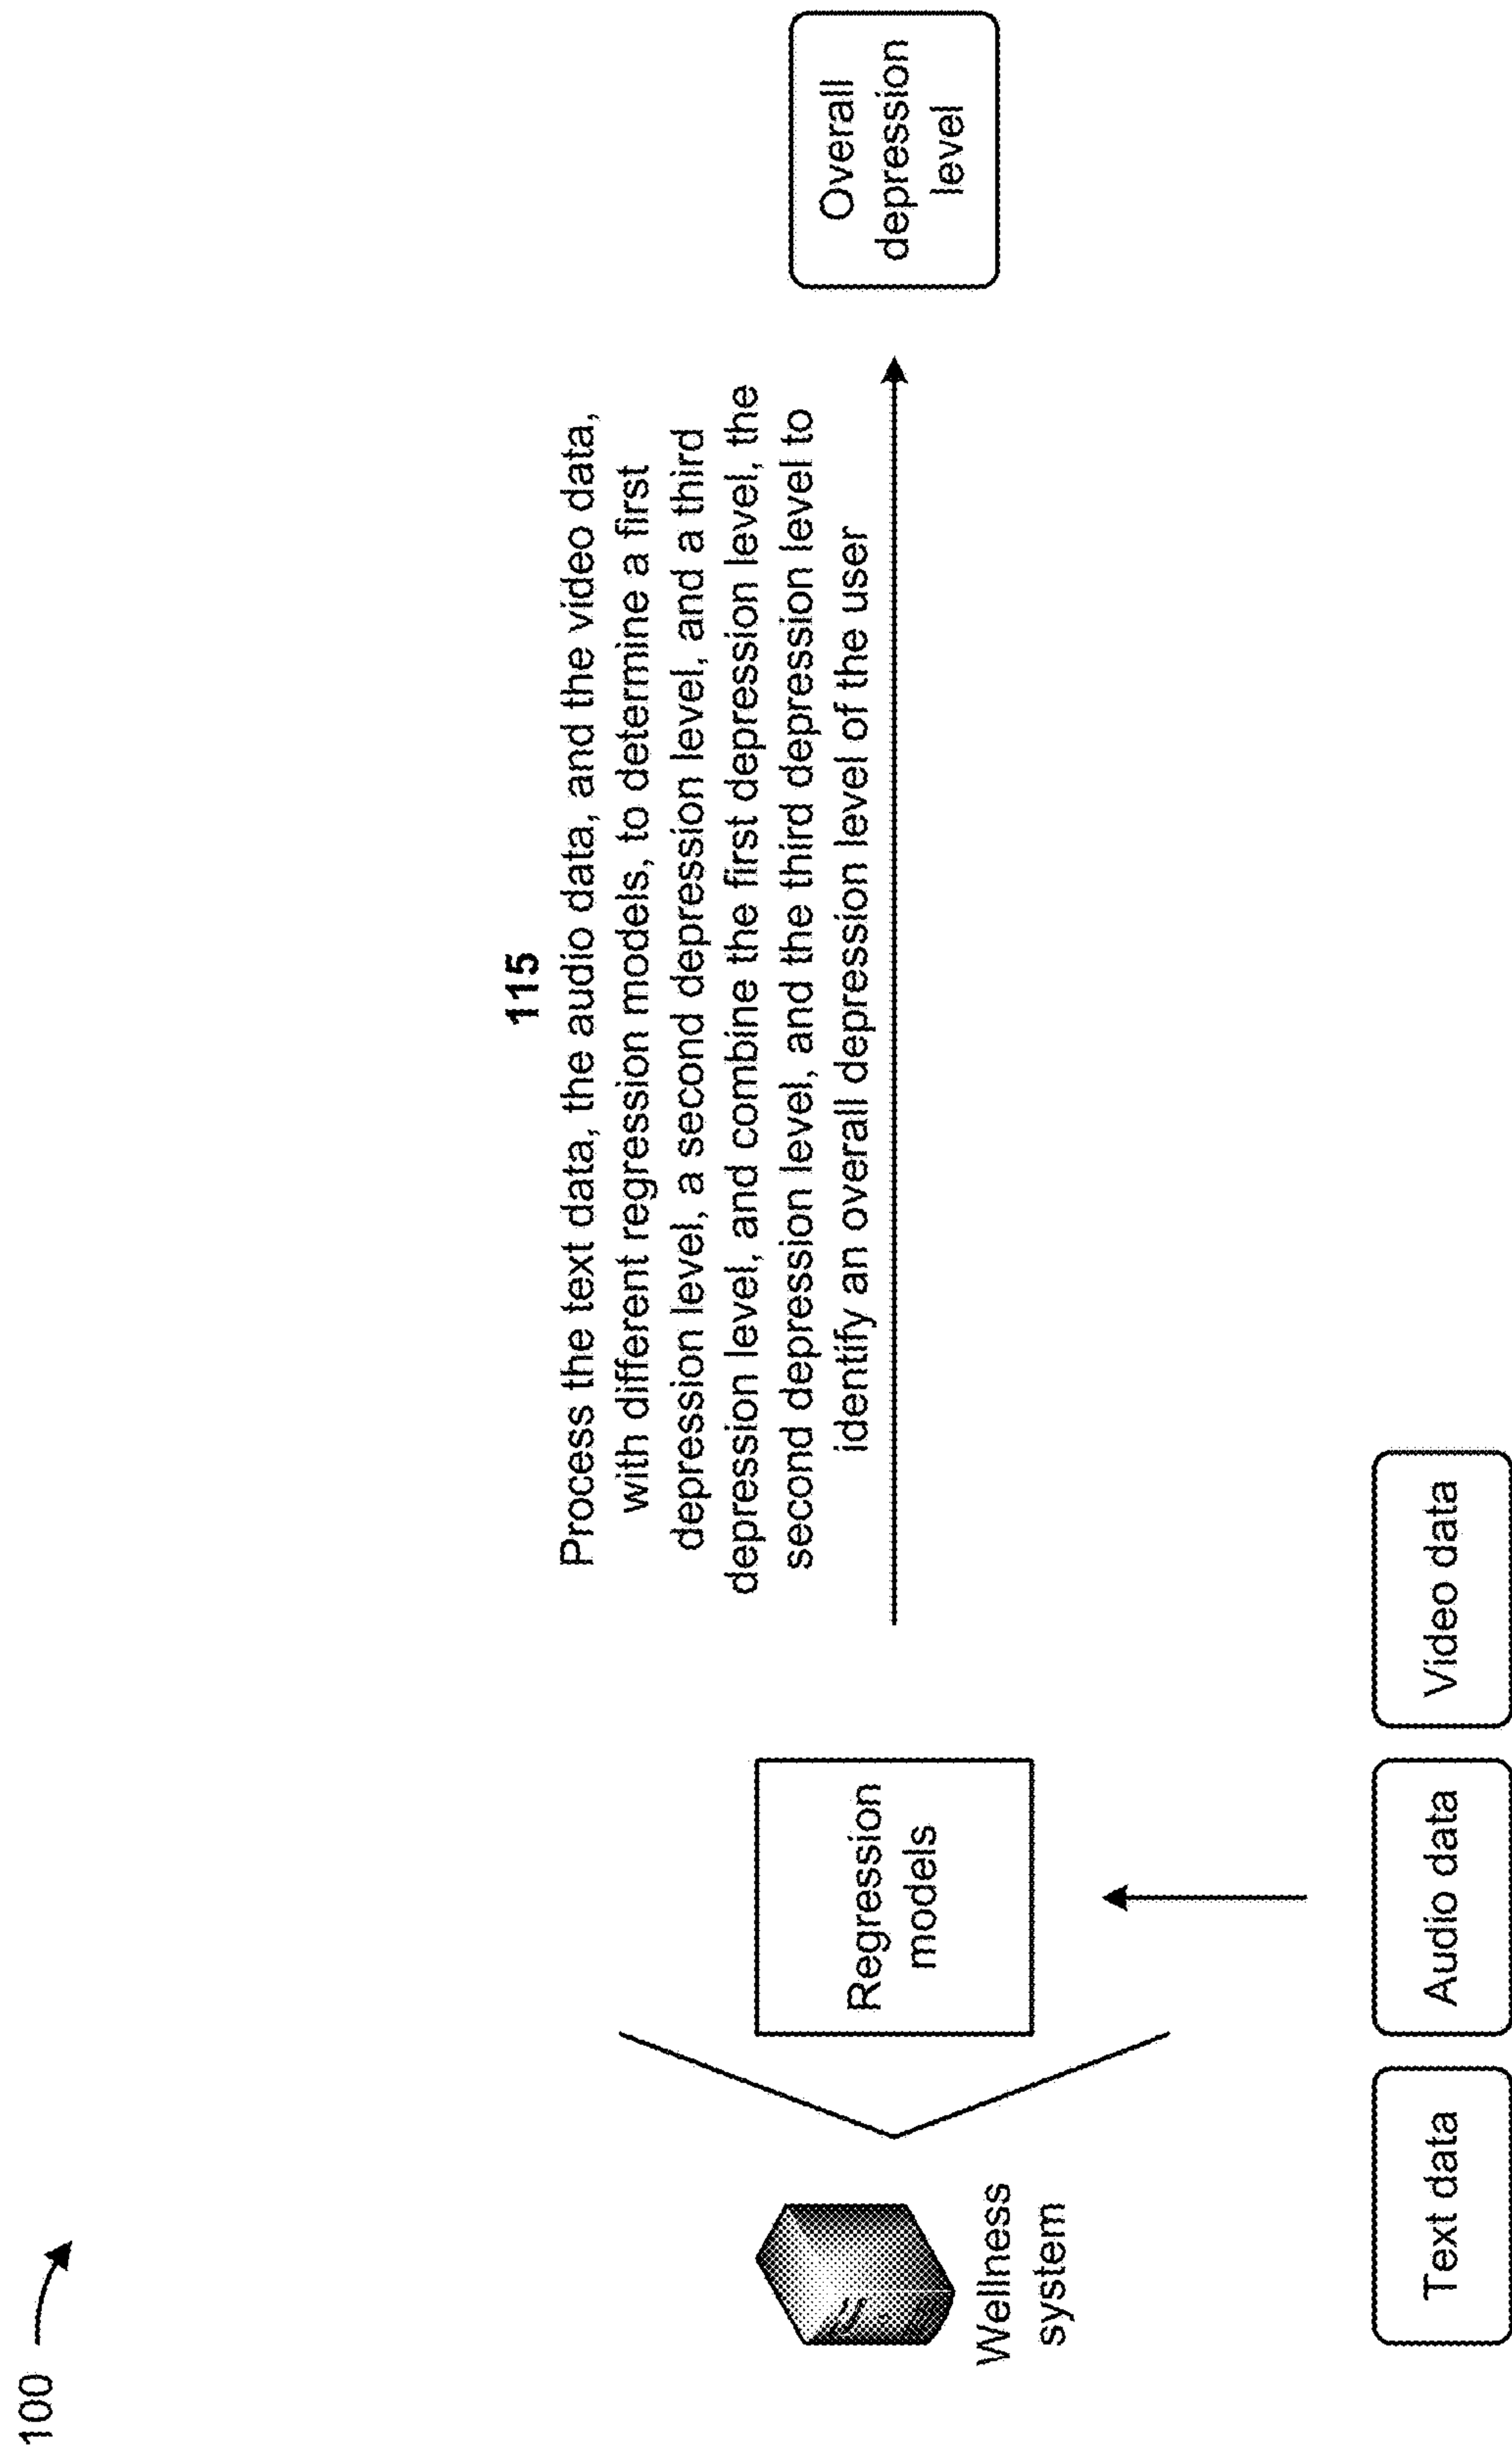 100
115
Process the text data, the audio data, and the video data,
with different regression models, to determine a first
depression level, a second depression level, and a third
depression level, and combine the first depression level, the
second depression level, and the third depression level to
identify an overall depression level of the user
Wellness
system
Regression
models
Overall
depression
level
Text data
Audio data
Video data